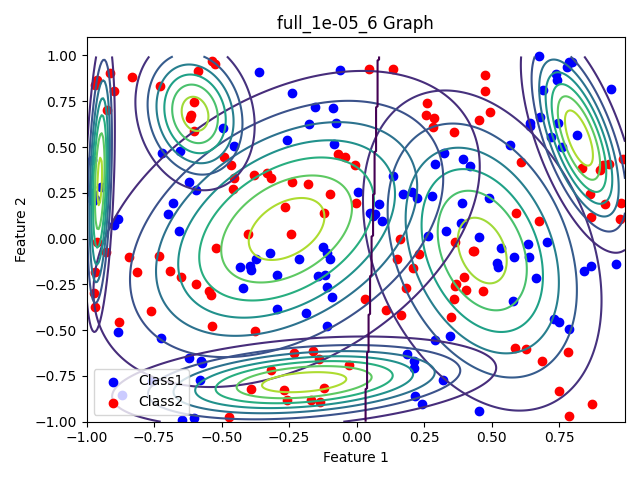 full_1e-05_6 Graph
Feature 2
1.00
0.75
0.50
0.25
0.00
−0.25
−0.50
−0.75
−1.00
Class1
Class2
−1.00 −0.75 −0.50 −0.25 0.00 0.25 0.50 0.75
Feature 1